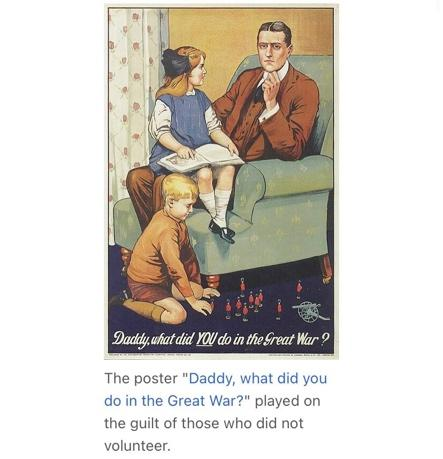 Daddy, what did YOU do in the Great War?
The poster "Daddy, what did you
do in the Great War?" played on
the guilt of those who did not
volunteer.